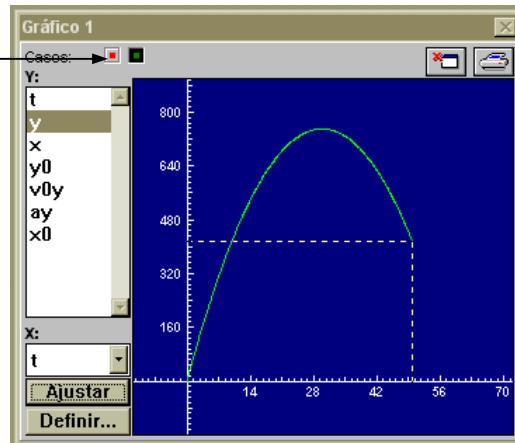 Gráfico 1
Casos:
Y:
t
y
x
y0
v0y
ay
x0
X:
t
Ajustar
Definir...
800
640
480
320
160
14 28 42 56 70